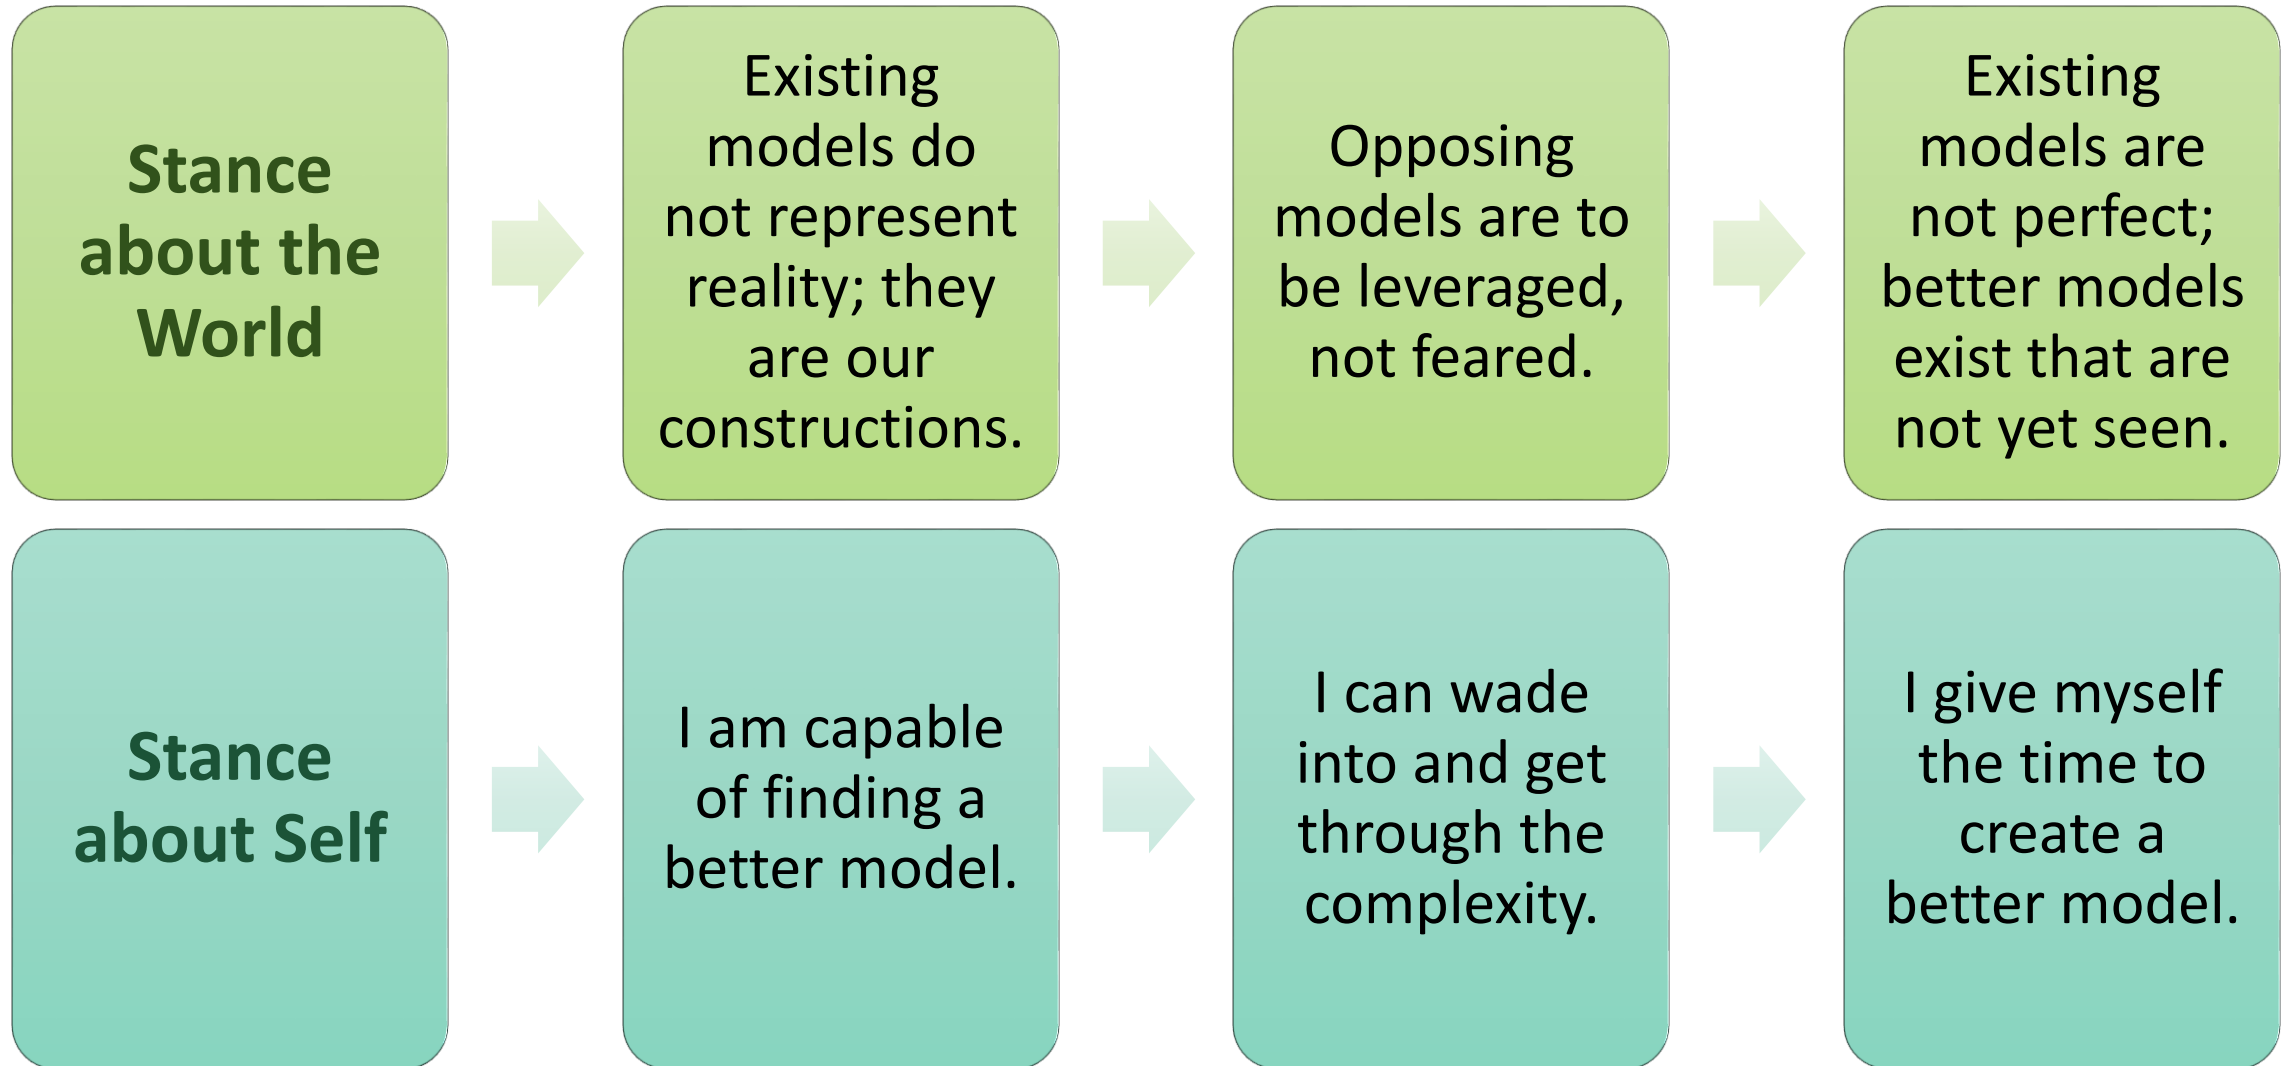 Stance
about the
World
Existing
models do
not represent
reality; they
are our
constructions.
Opposing
models are to
be leveraged,
not feared.
Existing
models are
not perfect;
better models
exist that are
not yet seen.
Stance
about Self
I am capable
of finding a
better model.
I can wade
into and get
through the
complexity.
I give myself
the time to
create a
better model.